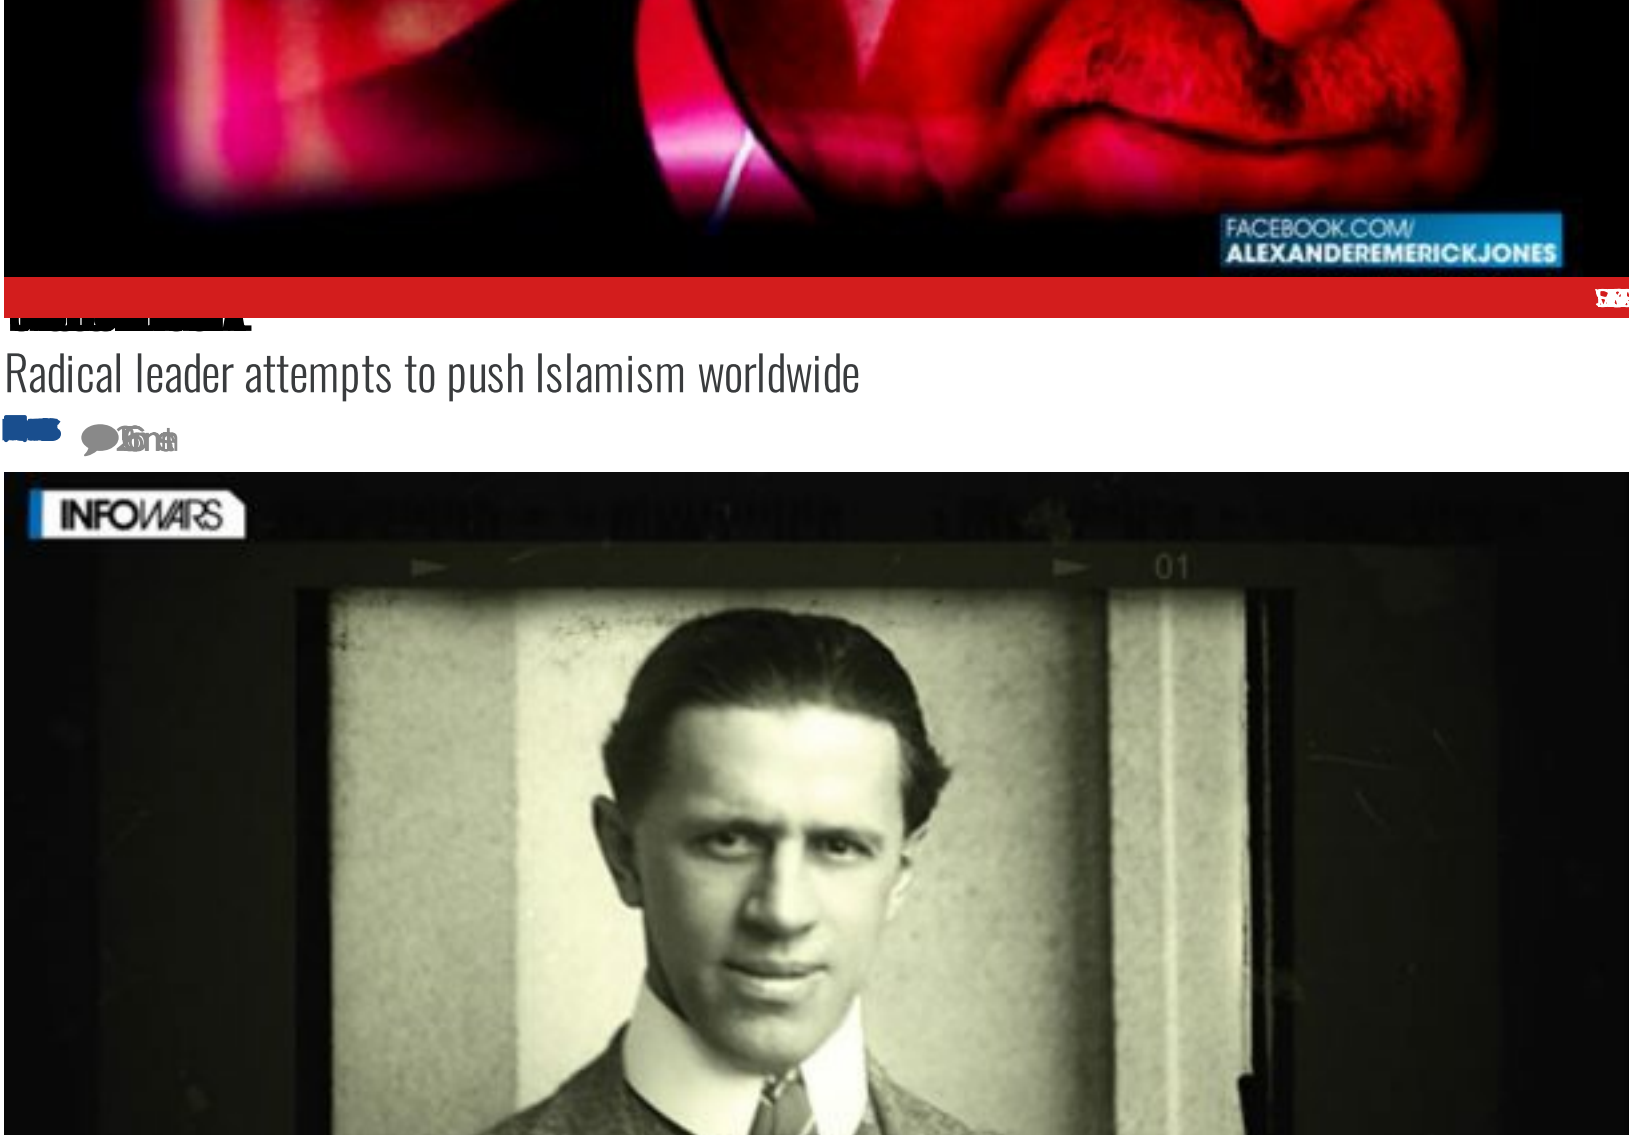 FACEBOOK.COM/
ALEXANDEREMERICKJONES
Radical leader attempts to push Islamism worldwide
INFOWARS
01